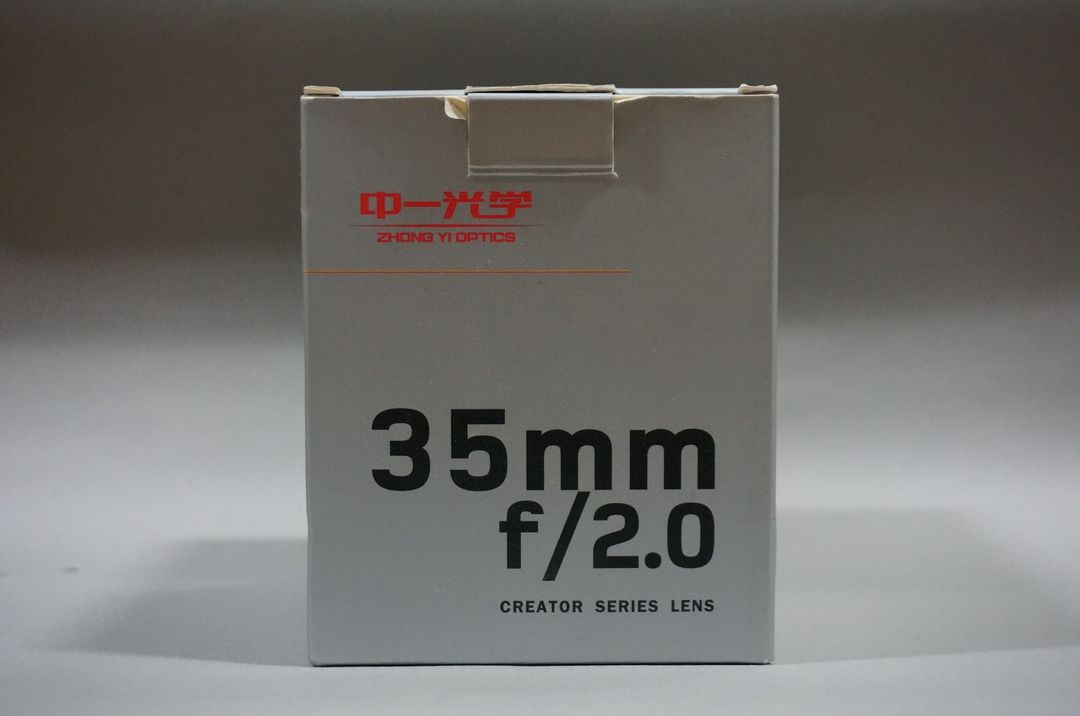 中一光学
ZHONG YI OPTICS
35mm
f/2.0
CREATOR SERIES LENS